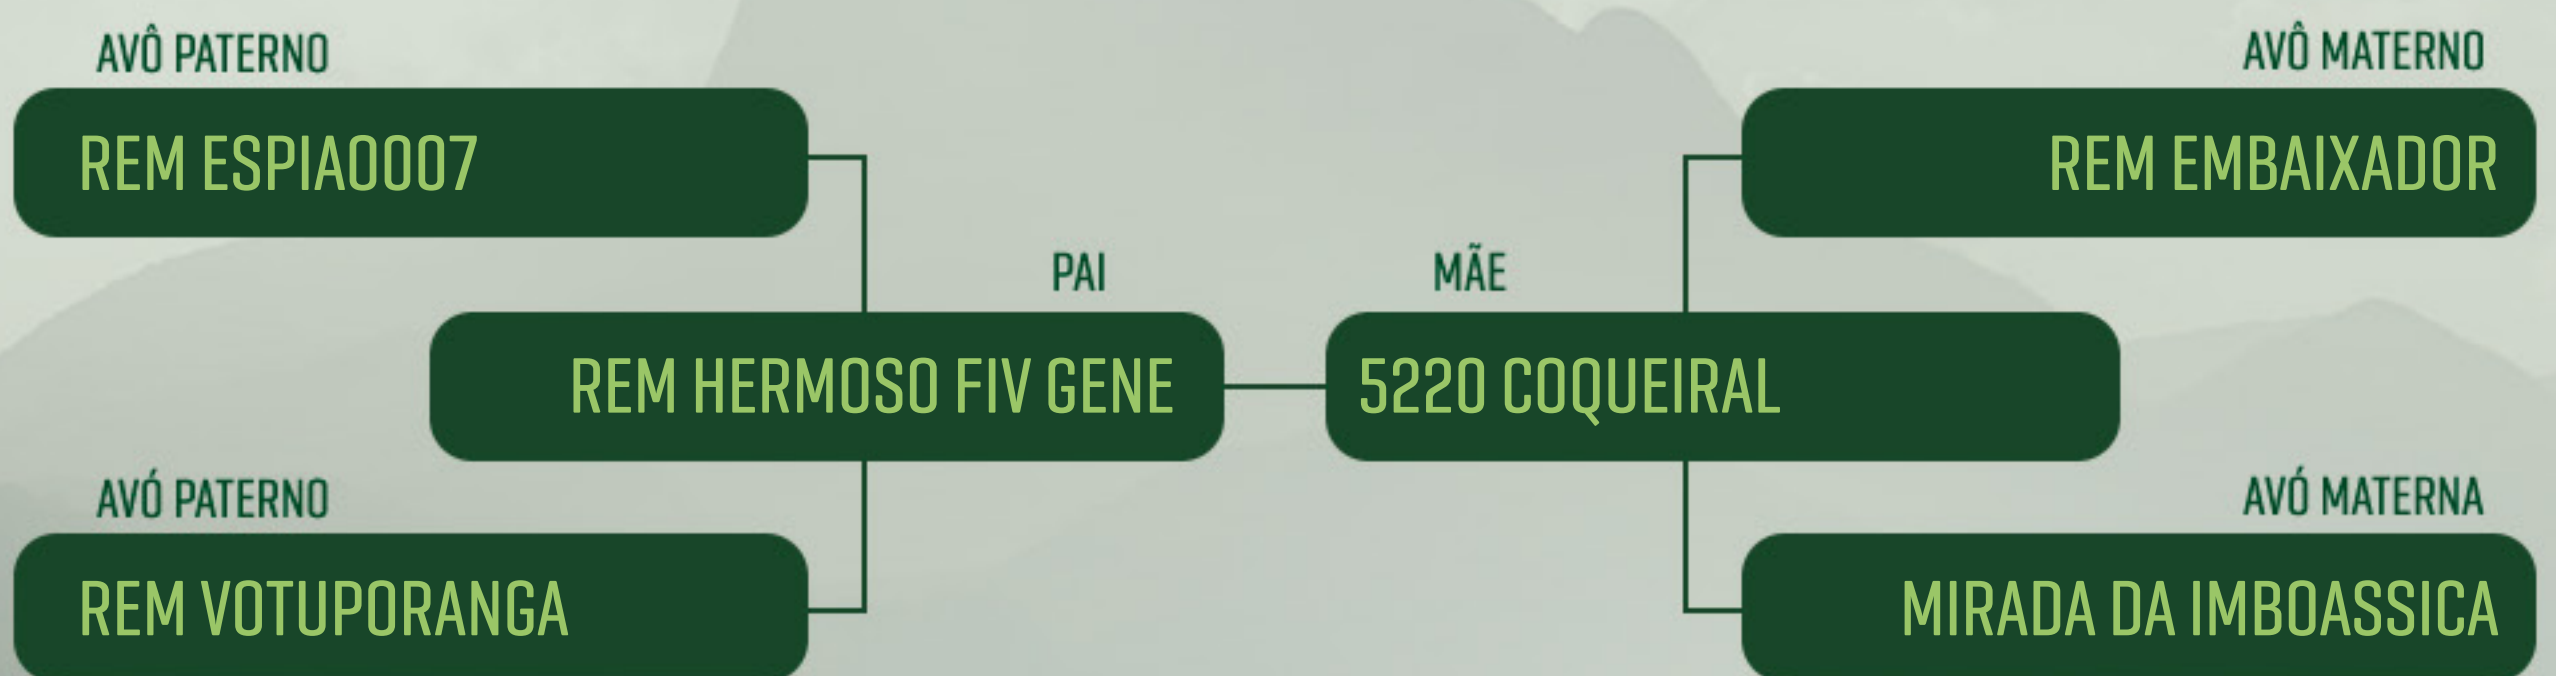 AVÔ PATERNO
REM ESPIAO007
PAI
REM HERMOSO FIV GENE
AVÓ PATERNO
REM VOTUPORANGA
AVÔ MATERNO
REM EMBAIXADOR
MÃE
5220 COQUEIRAL
AVÓ MATERNA
MIRADA DA IMBOASSICA